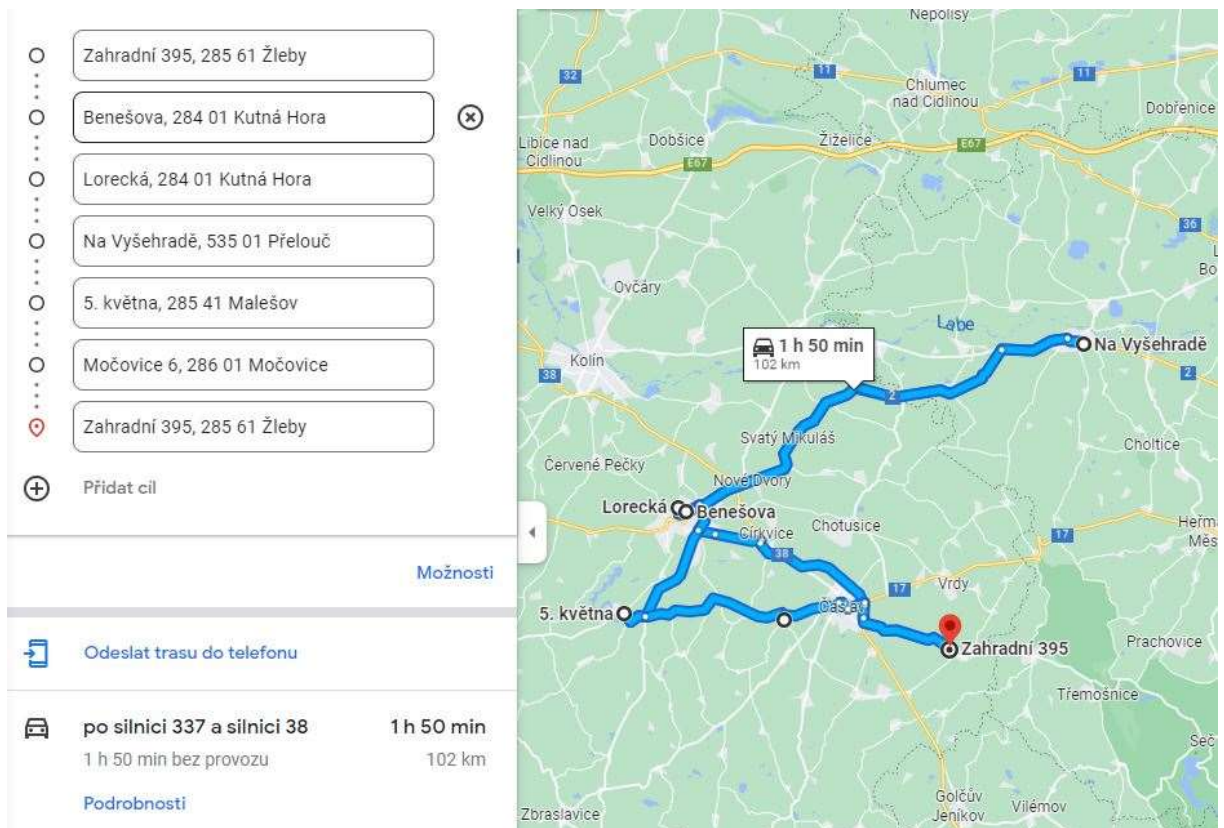 Zahradní 395, 285 61 Žleby
Benešova, 284 01 Kutná Hora
Lorecká, 284 01 Kutná Hora
Na Vyšehradě, 535 01 Přelouč
5. května, 285 41 Malešov
Močovice 6, 286 01 Močovice
Zahradní 395, 285 61 Žleby
Přidat cíl
Možnosti
Odeslat trasu do telefonu
po silnici 337 a silnici 38 1 h 50 min
1 h 50 min bez provozu 102 km
Podrobnosti
Nepolisy
32
11
11
Chlumec
nad Cidlinou
Dobřenice
Libice nad
Cidlinou
Dobšice
Žiželice
E67
E67
Velký Osek
36
Ovčáry
Labe
1 h 50 min
102 km
Na Vyšehradě
Kolín
38
2
2
Svatý Mikuláš
Choltice
Červené Pečky
Nové Dvory
Lorecká
Benešova
Chotusice
Církvice
38
17
17
Vrdy
5. května
Čáslav
Zahradní 395
Prachovice
Třemošnice
Seč
Golčův
Jeníkov
Vilémov
Zbraslavice